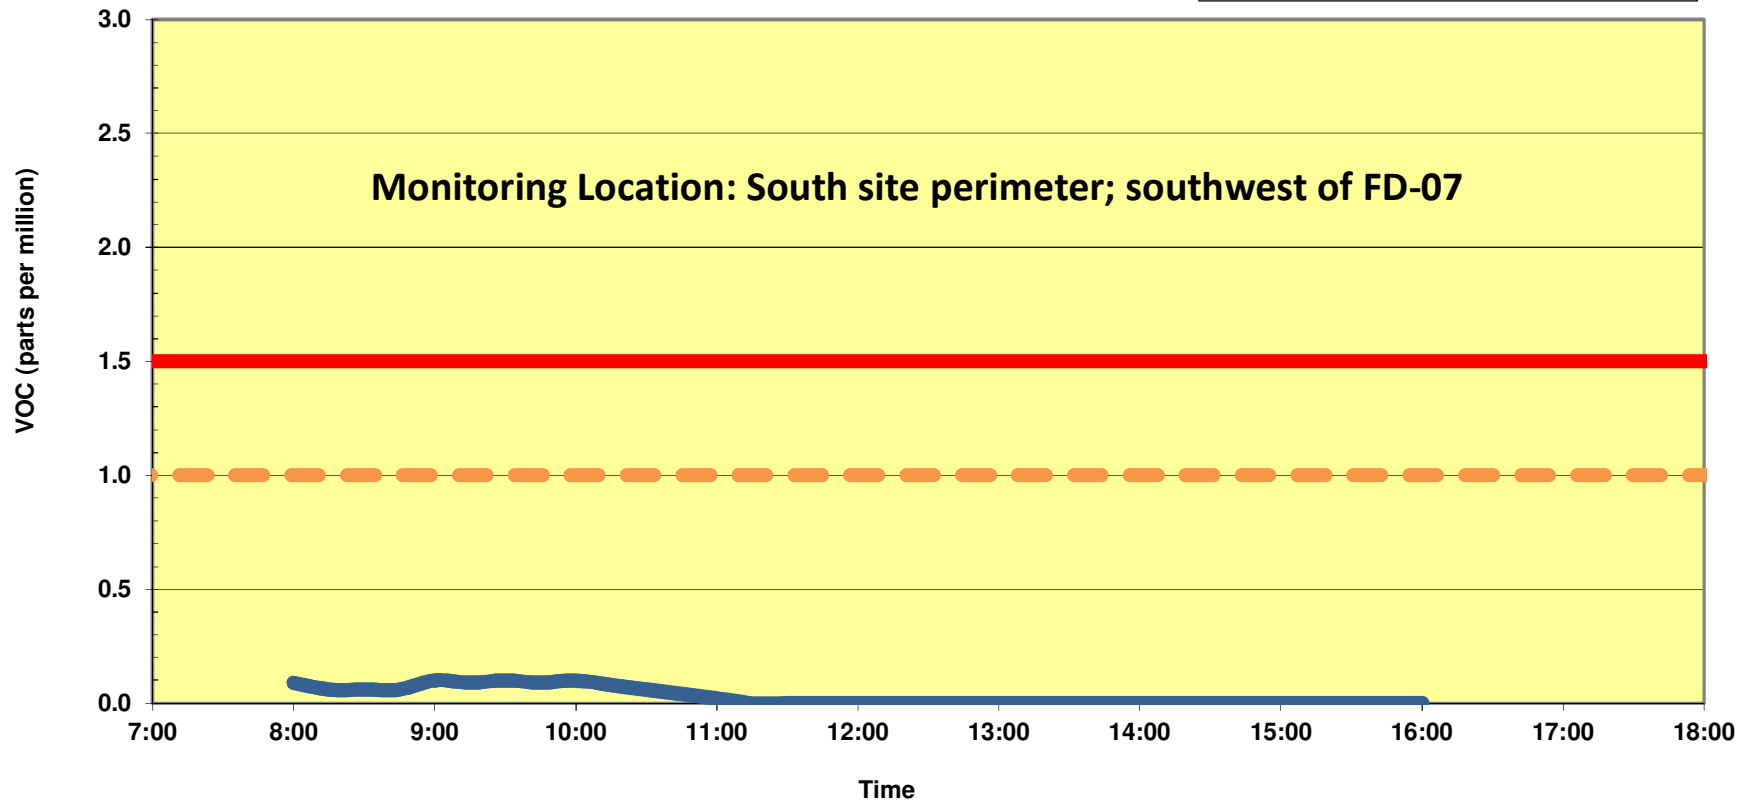 3.0
2.5
Monitoring Location: South site perimeter; southwest of FD-07
2.0
VOC (parts per million)
1.5
1.0
0.5
0.0
7:00 8:00 9:00 10:00 11:00 12:00 13:00 14:00 15:00 16:00 17:00 18:00
Time